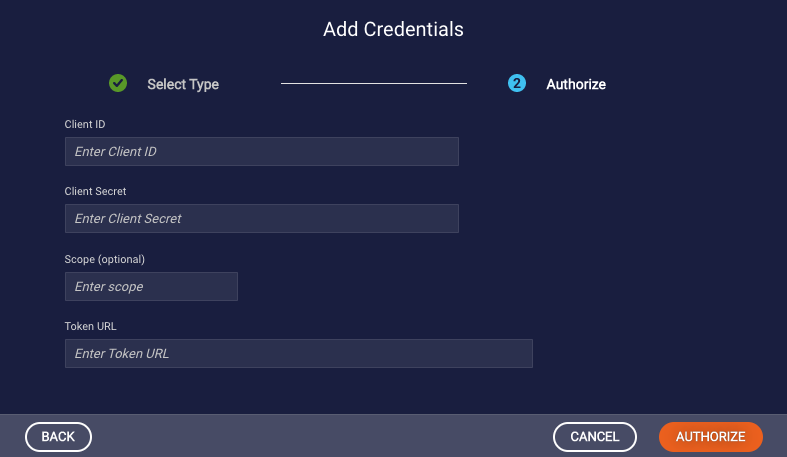 Add Credentials
Select Type
2 Authorize
Client ID
Enter Client ID
Client Secret
Enter Client Secret
Scope (optional)
Enter scope
Token URL
Enter Token URL
BACK CANCEL AUTHORIZE